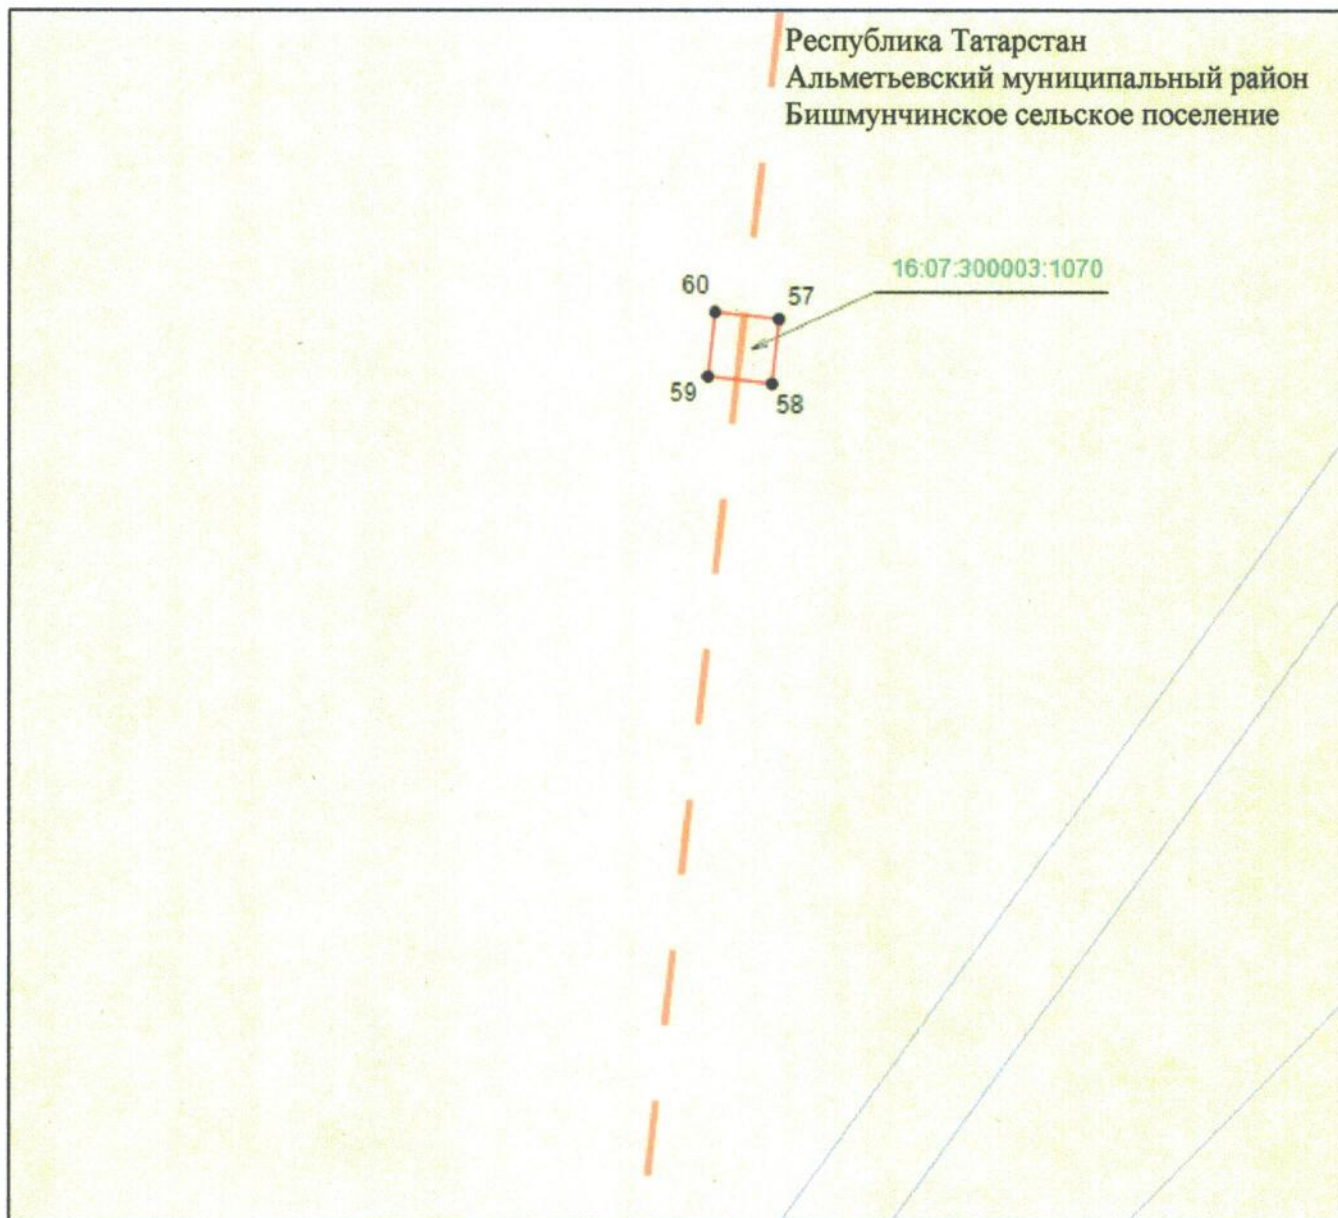 Республика Татарстан
Альметьевский муниципальный район
Бишмунчинское сельское поселение
16:07:300003:1070
60
57
59
58